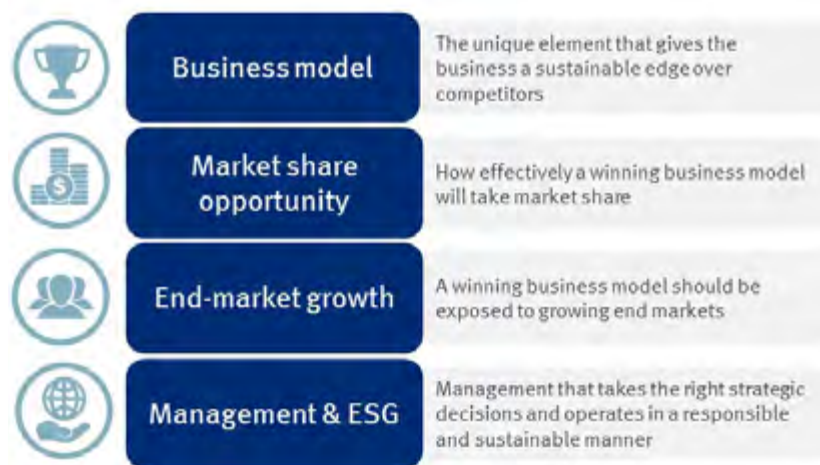 Business model
The unique element that gives the
business a sustainable edge over
competitors
Market share
opportunity
How effectively a winning business model
will take market share
$
End-market growth
A winning business model should be
exposed to growing end markets
Management & ESG
Management that takes the right strategic
decisions and operates in a responsible
and sustainable manner